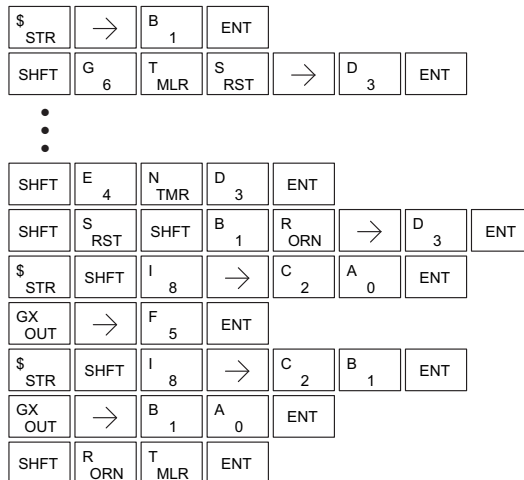 $ STR → B 1 ENT
SHFT G 6 T MLR S RST → D 3 ENT
SHFT E 4 N TMR D 3 ENT
SHFT S RST SHFT B 1 R ORN → D 3 ENT
$ STR SHFT I 8 → C 2 A 0 ENT
GX OUT → F 5 ENT
$ STR SHFT I 8 → C 2 B 1 ENT
GX OUT → B 1 A 0 ENT
SHFT R ORN T MLR ENT